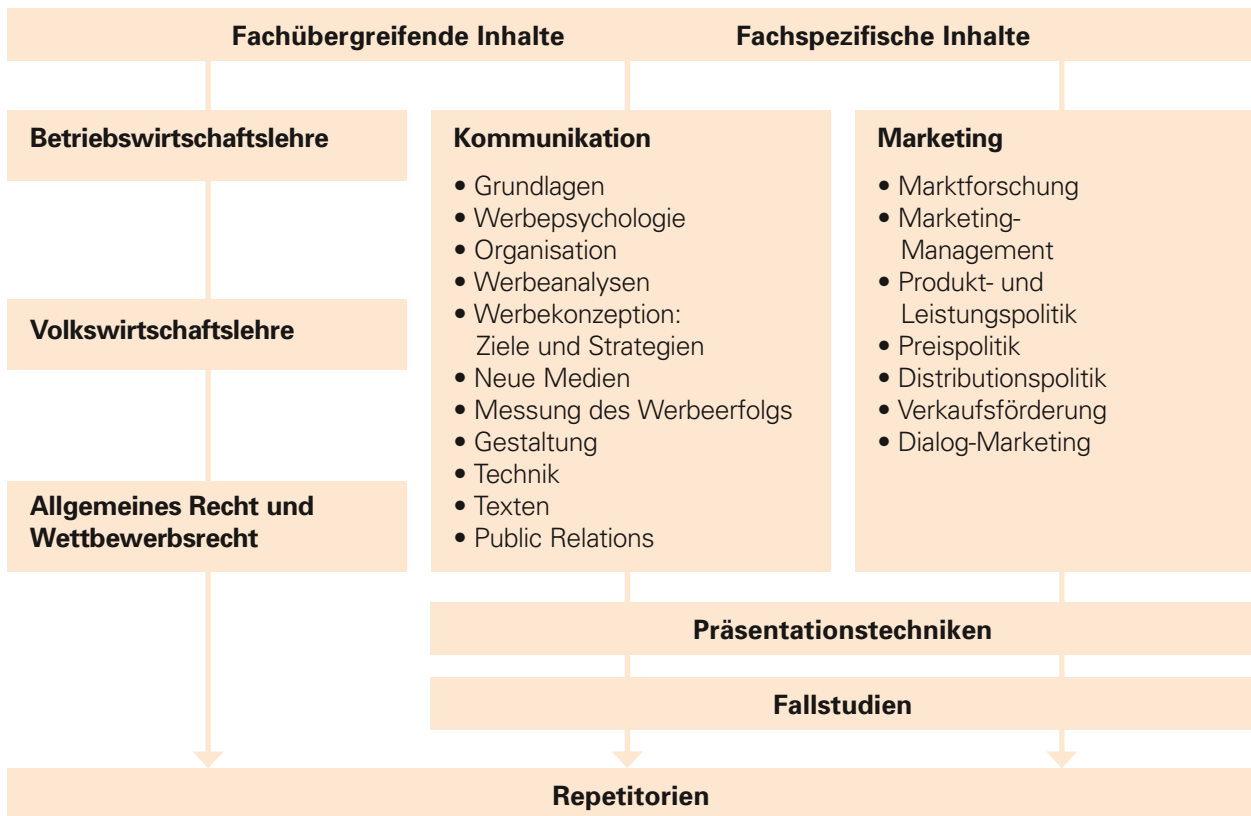 Fachübergreifende Inhalte
Fachspezifische Inhalte
Betriebswirtschaftslehre
Volkswirtschaftslehre
Allgemeines Recht und
Wettbewerbsrecht
Kommunikation
• Grundlagen
• Werbepsychologie
• Organisation
• Werbeanalysen
• Werbekonzeption:
Ziele und Strategien
• Neue Medien
• Messung des Werbeerfolgs
• Gestaltung
• Technik
• Texten
• Public Relations
Marketing
• Marktforschung
• Marketing-
Management
• Produkt- und
Leistungspolitik
• Preispolitik
• Distributionspolitik
• Verkaufsförderung
• Dialog-Marketing
Präsentationstechniken
Fallstudien
Repetitorien